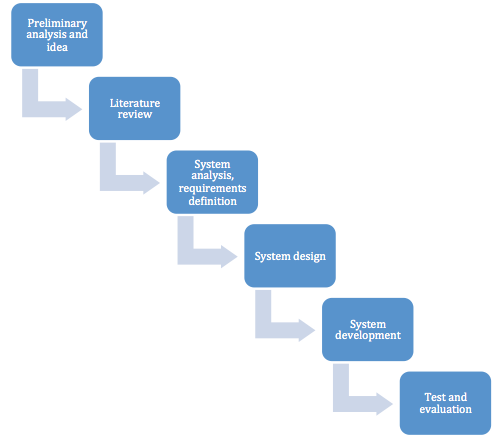 Preliminary
analysis and
idea
Literature
review
System
analysis,
requirements
definition
System design
System
development
Test and
evaluation